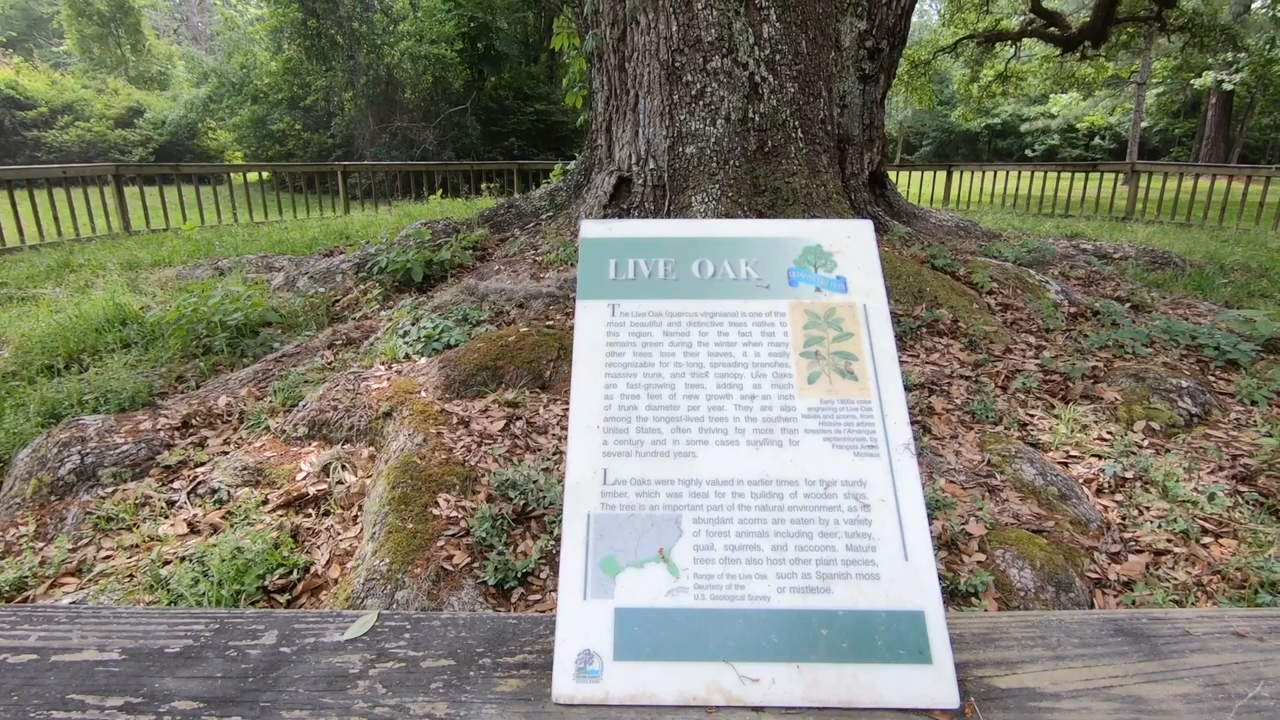 LIVE OAK
The Live Oak (quercus virginiana) is one of the
most beautiful and distinctive trees native to
this region. Named for the fact that it
remains green during the winter when many
other trees lose their leaves, it is easily
recognizable for its long, spreading branches,
massive trunk, and thick canopy. Live Oaks
are fast-growing trees, adding as much
as three feet of new growth and an inch
of trunk diameter per year. They are also
among the longest-lived trees in the southern
United States, often thriving for more than
a century and in some cases surviving for
several hundred years.
Early 1800s color
engraving of Live Oak
leaves and acorns, from
Histoire des arbres
forestiers de l'Amérique
septentrionale, by
François André
Michaux
Live Oaks were highly valued in earlier times for their sturdy
timber, which was ideal for the building of wooden ships.
The tree is an important part of the natural environment, as its
abundant acorns are eaten by a variety
of forest animals including deer, turkey,
quail, squirrels, and raccoons. Mature
trees often also host other plant species,
such as Spanish moss
or mistletoe.
Range of the Live Oak
Courtesy of the
U.S. Geological Survey